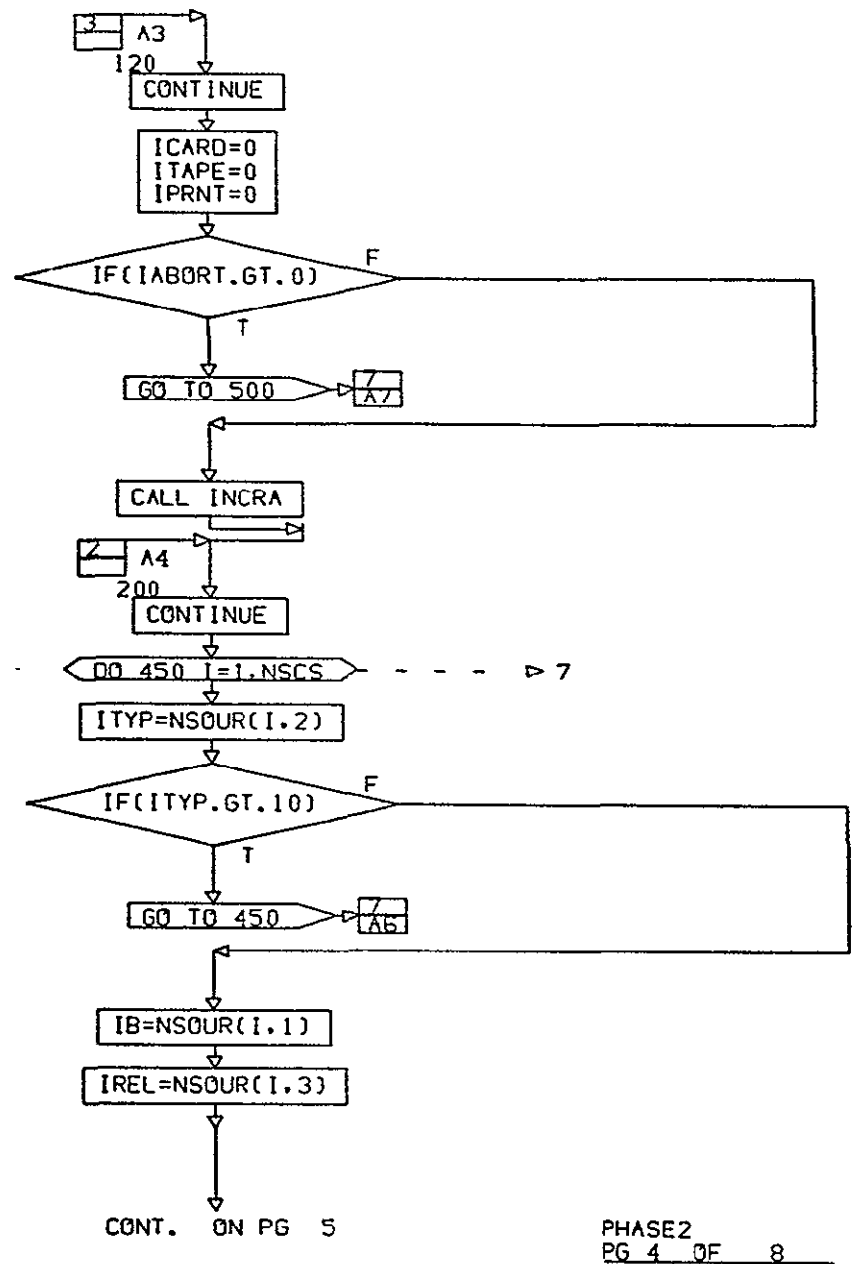 3
A3
120
CONTINUE
ICARD=0
ITAPE=0
IPRNT=0
IF(IABORT.GT.0)
F
T
GO TO 500
7
A7
CALL INCRA
2
A4
200
CONTINUE
DO 450 I=1,NSCS
7
ITYP=NSOUR(I,2)
IF(ITYP.GT.10)
F
T
GO TO 450
7
A6
IB=NSOUR(I,1)
IREL=NSOUR(I,3)
CONT. ON PG 5
PHASE2
PG 4 OF 8